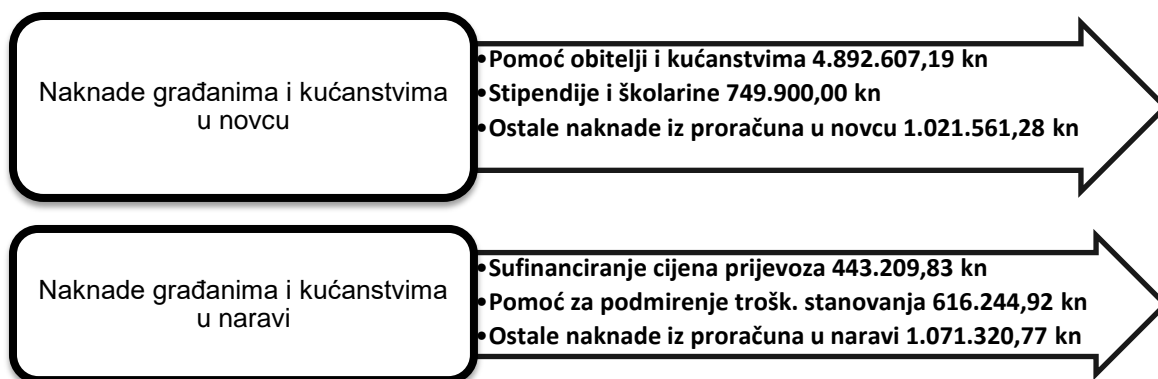 Naknade građanima i kućanstvima
u novcu
•Pomoć obitelji i kućanstvima 4.892.607,19 kn
•Stipendije i školarine 749.900,00 kn
•Ostale naknade iz proračuna u novcu 1.021.561,28 kn
Naknade građanima i kućanstvima
u naravi
•Sufinanciranje cijena prijevoza 443.209,83 kn
•Pomoć za podmirenje trošk. stanovanja 616.244,92 kn
•Ostale naknade iz proračuna u naravi 1.071.320,77 kn